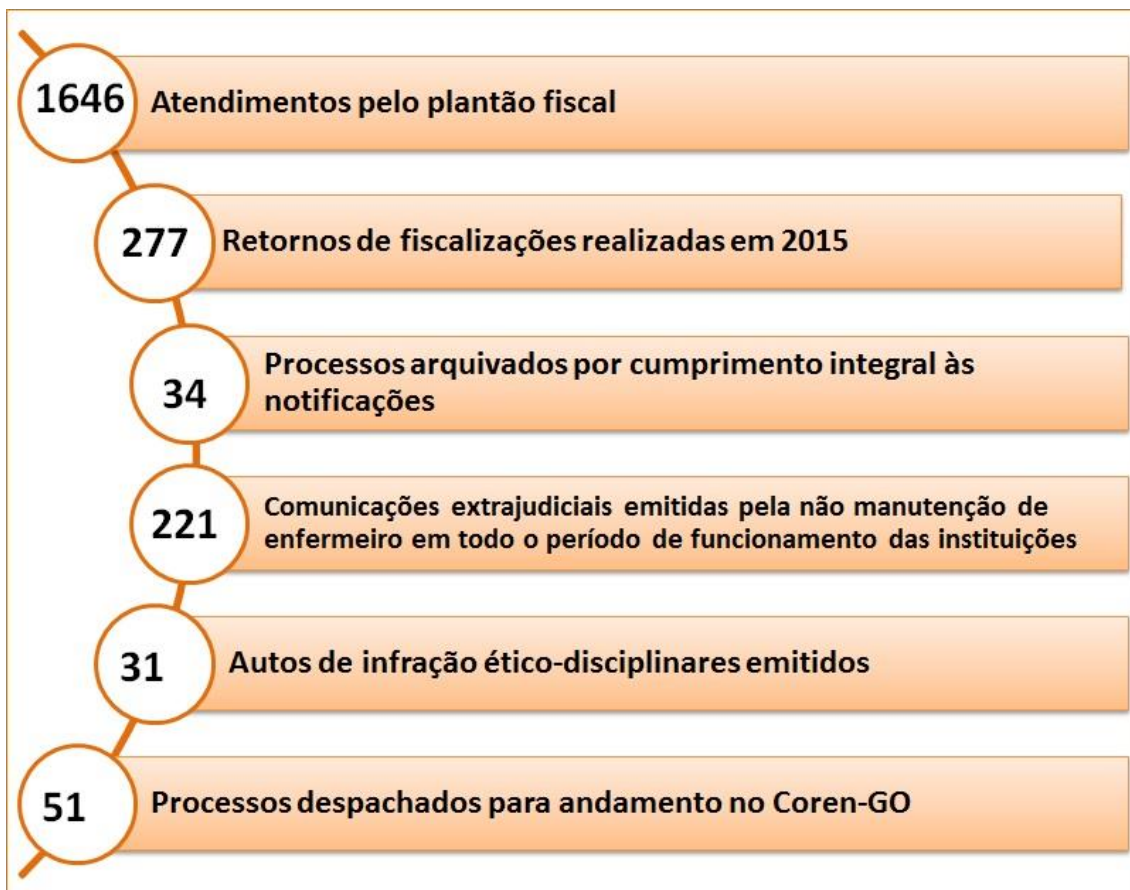 1646
Atendimentos pelo plantão fiscal
277
Retornos de fiscalizações realizadas em 2015
34
Processos arquivados por cumprimento integral às
notificações
221
Comunicações extrajudiciais emitidas pela não manutenção de
enfermeiro em todo o período de funcionamento das instituições
31
Autos de infração ético-disciplinares emitidos
51
Processos despachados para andamento no Coren-GO